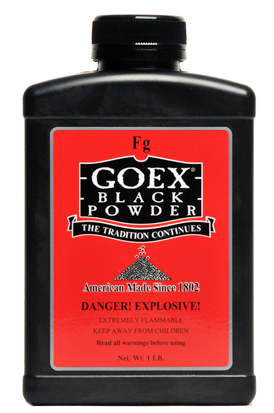 Fg
GOEX®
BLACK
POWDER
THE TRADITION CONTINUES
American Made Since 1802
DANGER! EXPLOSIVE!
EXTREMELY FLAMMABLE
KEEP AWAY FROM CHILDREN
Read all warnings before using
Net. Wt. 1 LB.